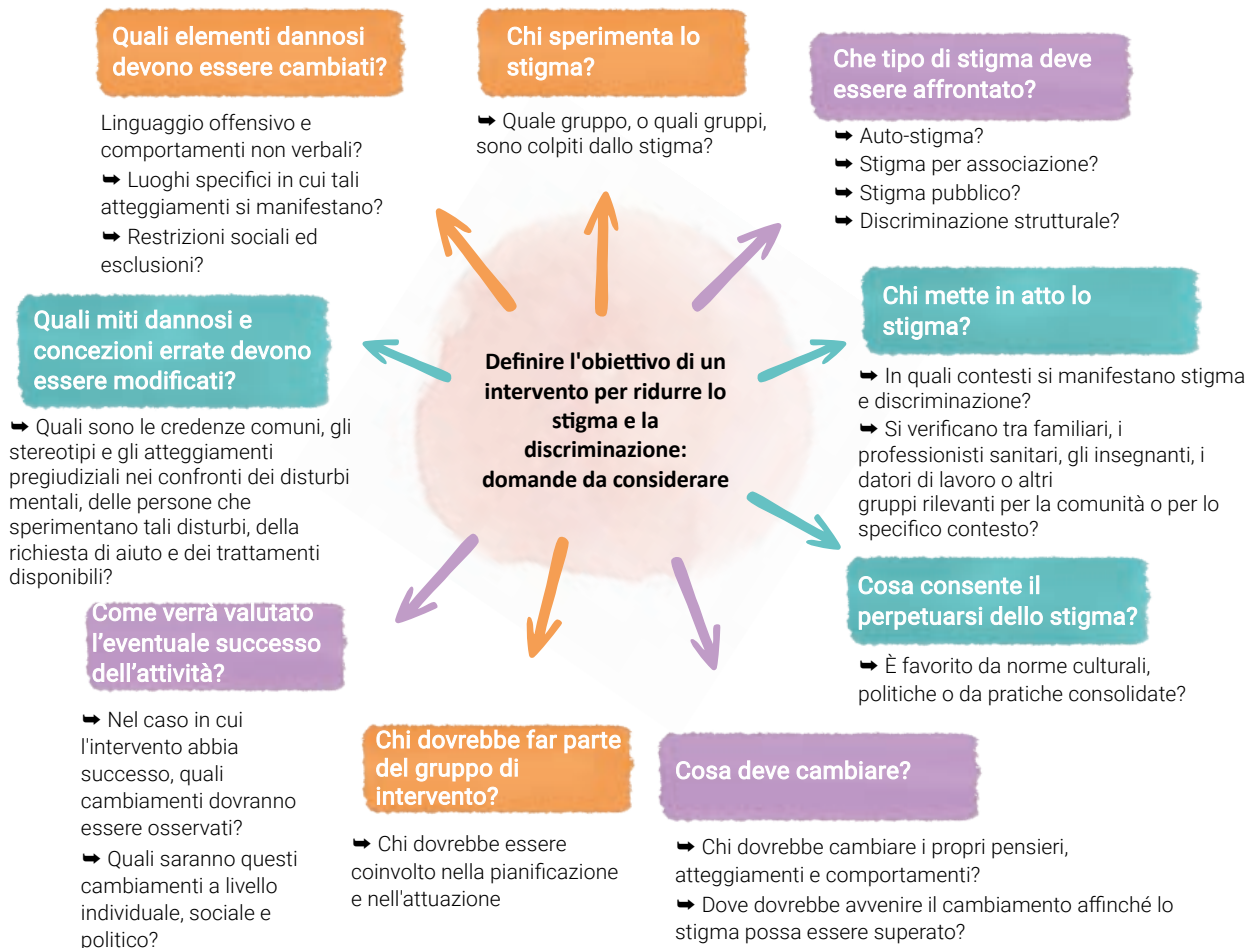 Quali elementi dannosi
devono essere cambiati?
Linguaggio offensivo e
comportamenti non verbali?
➥ Luoghi specifici in cui tali
atteggiamenti si manifestano?
➥ Restrizioni sociali ed
esclusioni?
Chi sperimenta lo
stigma?
➥ Quale gruppo, o quali gruppi,
sono colpiti dallo stigma?
Che tipo di stigma deve
essere affrontato?
➥ Auto-stigma?
➥ Stigma per associazione?
➥ Stigma pubblico?
➥ Discriminazione strutturale?
Quali miti dannosi e
concezioni errate devono
essere modificati?
➥ Quali sono le credenze comuni, gli
stereotipi e gli atteggiamenti
pregiudiziali nei confronti dei disturbi
mentali, delle persone che
sperimentano tali disturbi, della
richiesta di aiuto e dei trattamenti
disponibili?
Definire l'obiettivo di un
intervento per ridurre lo
stigma e la
discriminazione:
domande da considerare
Chi mette in atto lo
stigma?
➥ In quali contesti si manifestano stigma
e discriminazione?
➥ Si verificano tra familiari, i
professionisti sanitari, gli insegnanti, i
datori di lavoro o altri
gruppi rilevanti per la comunità o per lo
specifico contesto?
Cosa consente il
perpetuarsi dello stigma?
➥ È favorito da norme culturali,
politiche o da pratiche consolidate?
Come verrà valutato
l’eventuale successo
dell’attività?
➥ Nel caso in cui
l'intervento abbia
successo, quali
cambiamenti dovranno
essere osservati?
➥ Quali saranno questi
cambiamenti a livello
individuale, sociale e
politico?
Chi dovrebbe far parte
del gruppo di
intervento?
➥ Chi dovrebbe essere
coinvolto nella pianificazione
e nell'attuazione
Cosa deve cambiare?
➥ Chi dovrebbe cambiare i propri pensieri,
atteggiamenti e comportamenti?
➥ Dove dovrebbe avvenire il cambiamento affinché lo
stigma possa essere superato?